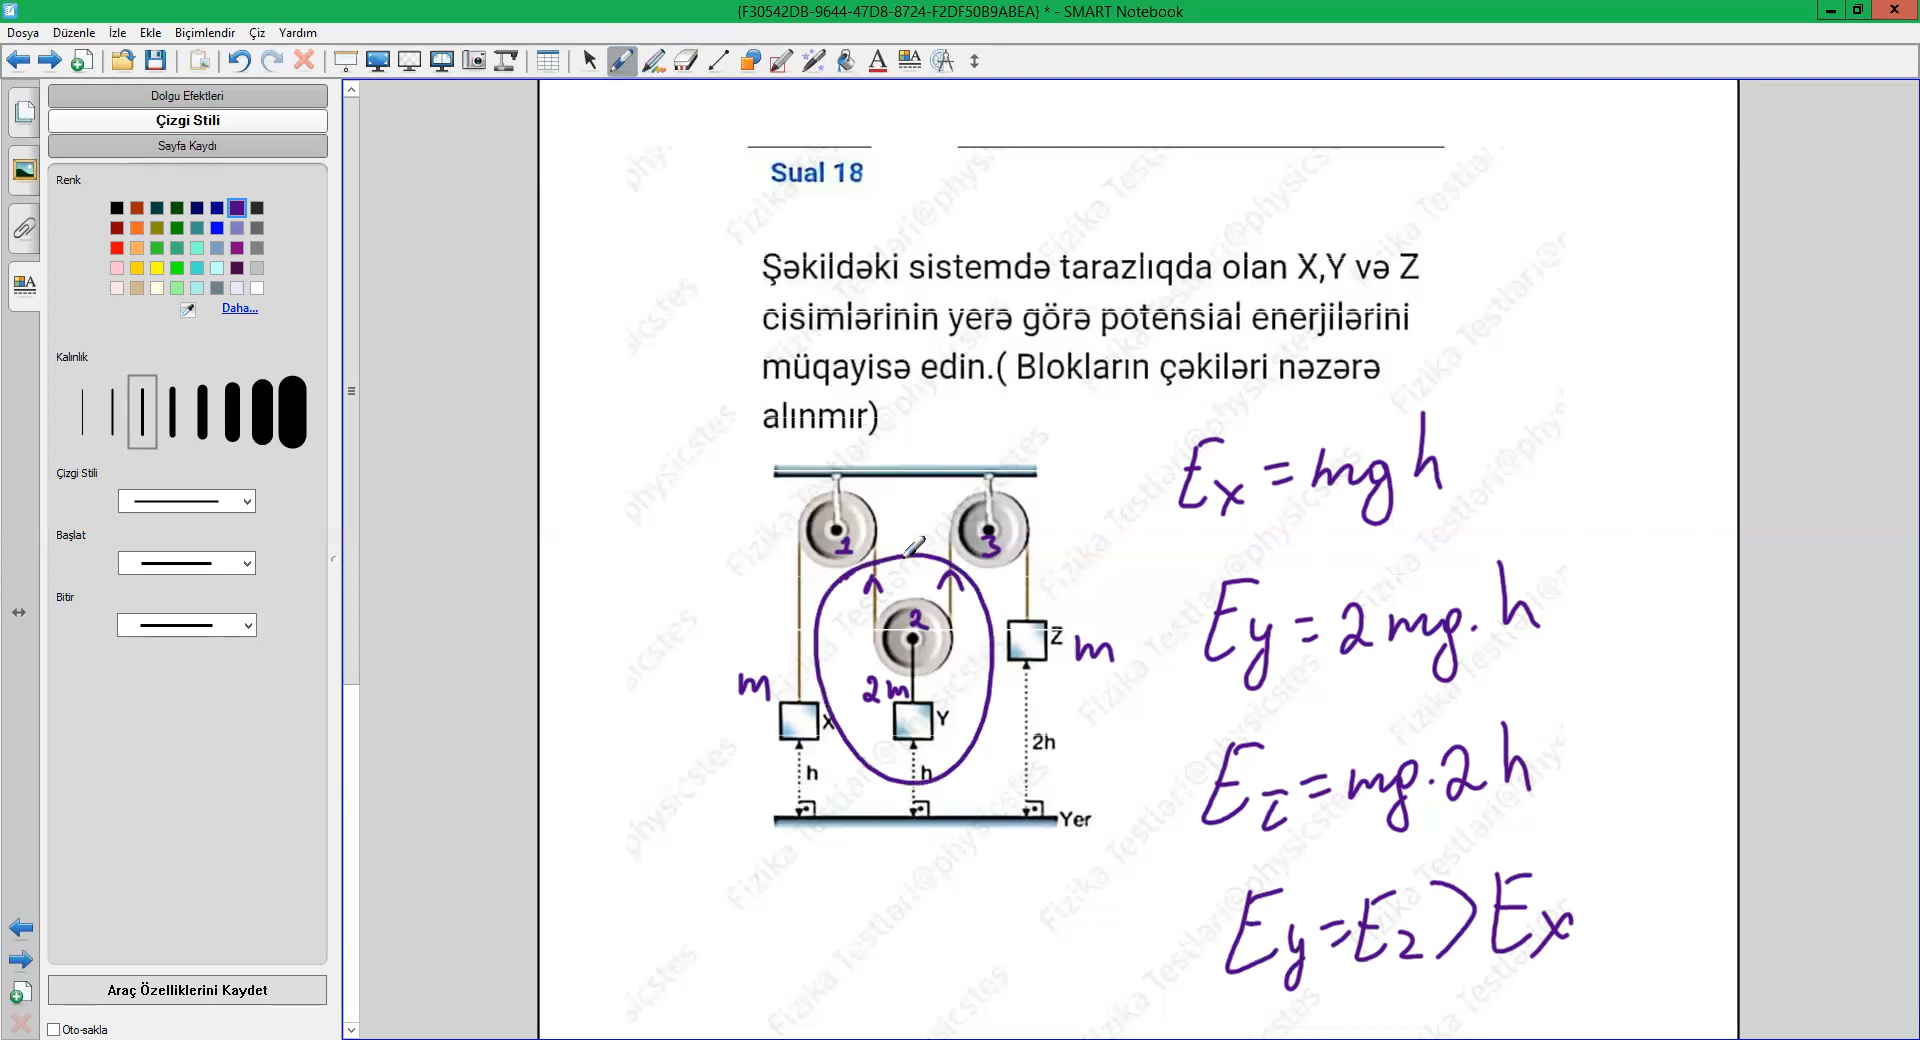 {F30542DB-9644-47D8-8724-F2DF50B9ABEA} * - SMART Notebook
Dosya Düzenle İzle Ekle Biçimlendir Çiz Yardım
Dolgu Efektleri
Çizgi Stili
Sayfa Kaydı
Renk
Daha...
Kalınlık
Çizgi Stili
Başlat
Bitir
Araç Özelliklerini Kaydet
Oto-sakla
Sual 18
Şəkildəki sistemdə tarazlıqda olan X,Y və Z
cisimlərinin yerə görə potensial enerjilərini
müqayisə edin.( Blokların çəkiləri nəzərə
alınmır)
1
3
2
Z m
m
2m
X
Y
2h
h
h
Yer
Ex = mgh
Ey = 2mg.h
Ez = mg.2h
Ey = Ez > Ex
Fizika Testləri@physicstes